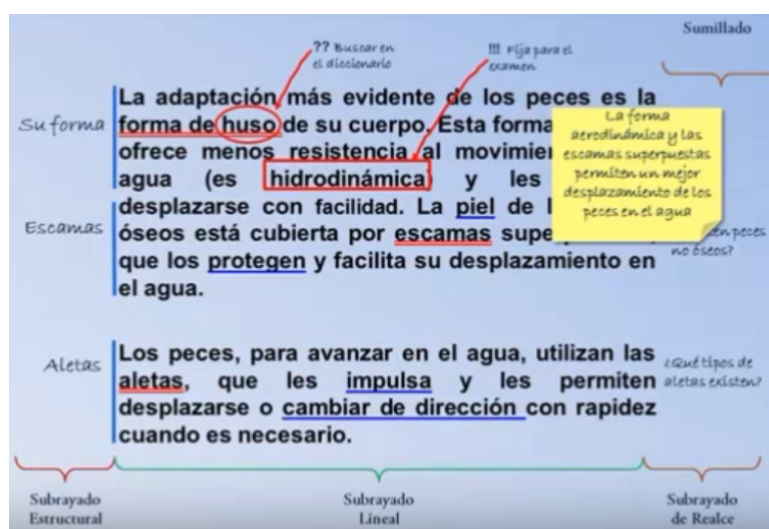 Sumillado
?? Buscar en
el diccionario
!!! Fija para el
examen
Su forma
La adaptación más evidente de los peces es la
forma de huso de su cuerpo. Esta forma
ofrece menos resistencia al movimien
agua (es hidrodinámica) y les
desplazarse con facilidad. La piel de l
La forma
aerodinámica y las
escamas superpuestas
permiten un mejor
desplazamiento de los
peces en el agua
Escamas
óseos está cubierta por escamas supe
que los protegen y facilita su desplazamiento en
el agua.
en peces
no óseos?
Aletas
Los peces, para avanzar en el agua, utilizan las
aletas, que les impulsa y les permiten
desplazarse o cambiar de dirección con rapidez
cuando es necesario.
¿Qué tipos de
aletas existen?
Subrayado
Estructural
Subrayado
Lineal
Subrayado
de Realce